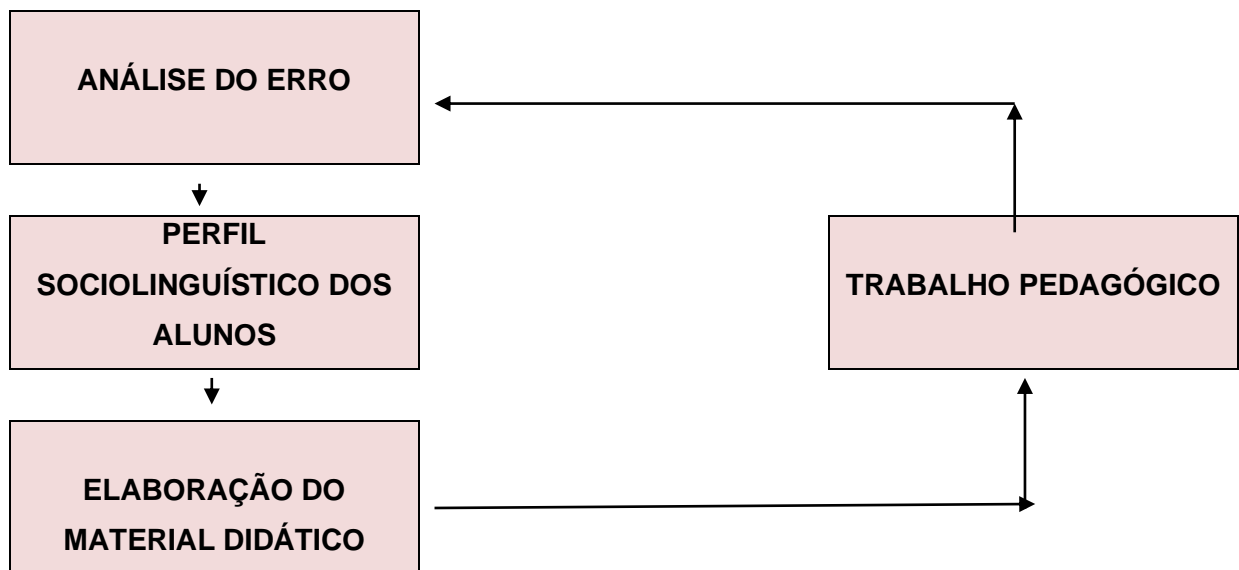 ANÁLISE DO ERRO
PERFIL
SOCIOLINGUÍSTICO DOS
ALUNOS
TRABALHO PEDAGÓGICO
ELABORAÇÃO DO
MATERIAL DIDÁTICO